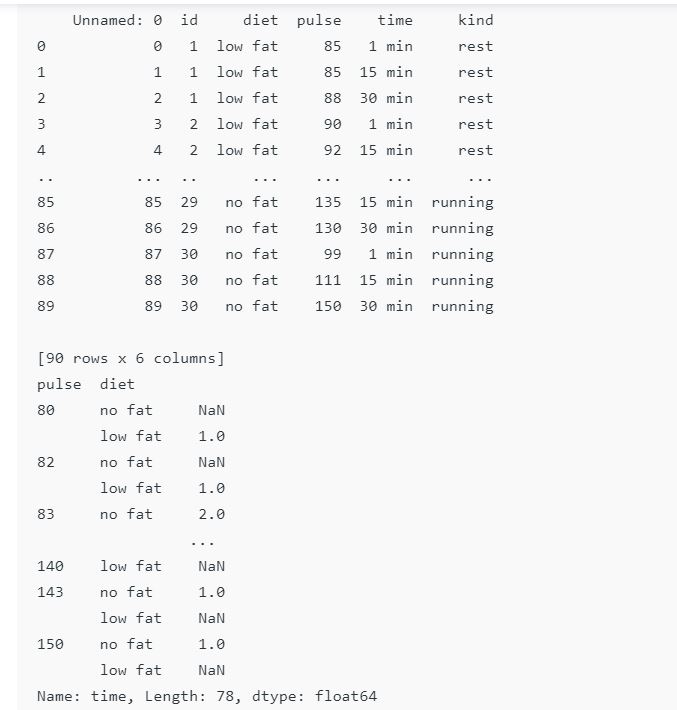 Unnamed: 0 id diet pulse time kind
0 0 1 low fat 85 1 min rest
1 1 1 low fat 85 15 min rest
2 2 1 low fat 88 30 min rest
3 3 2 low fat 90 1 min rest
4 4 2 low fat 92 15 min rest
.. ... .. ... ... ... ...
85 85 29 no fat 135 15 min running
86 86 29 no fat 130 30 min running
87 87 30 no fat 99 1 min running
88 88 30 no fat 111 15 min running
89 89 30 no fat 150 30 min running
[90 rows x 6 columns]
pulse diet
80 no fat NaN
low fat 1.0
82 no fat NaN
low fat 1.0
83 no fat 2.0
...
140 low fat NaN
143 no fat 1.0
low fat NaN
150 no fat 1.0
low fat NaN
Name: time, Length: 78, dtype: float64